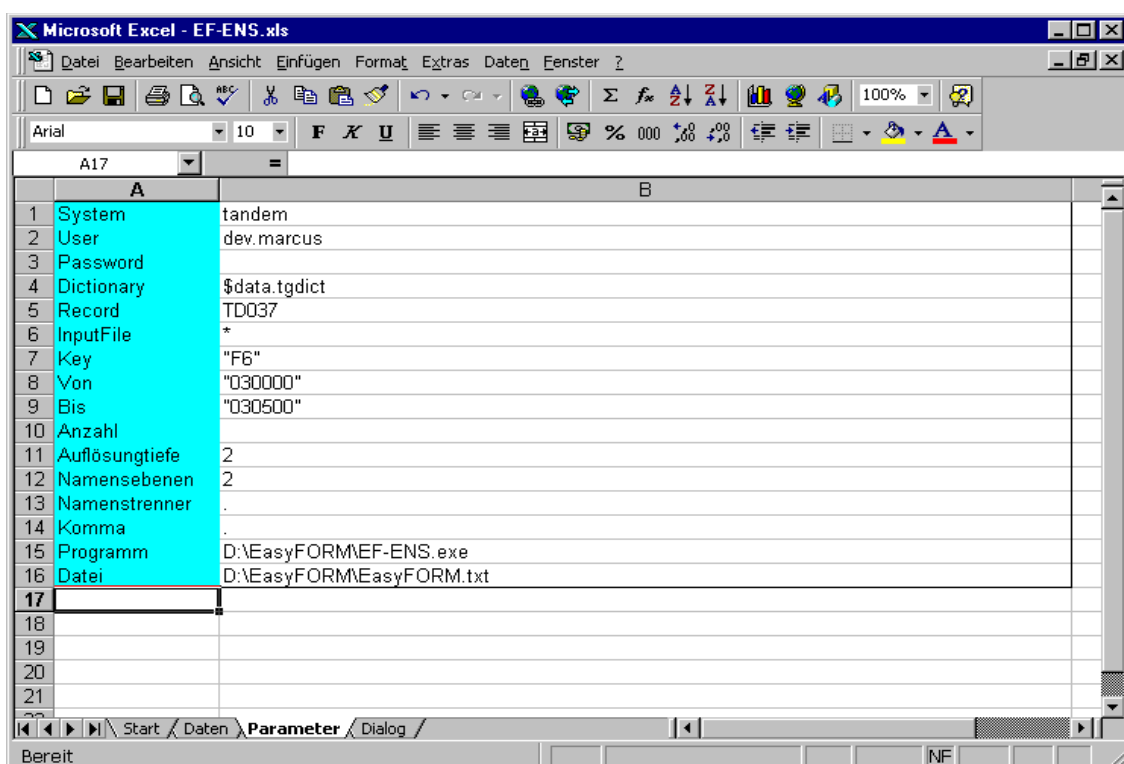 Microsoft Excel - EF-ENS.xls
Datei Bearbeiten Ansicht Einfügen Format Extras Daten Fenster ?
ABC Σ fx 100%
Arial 10 F K U % 000
A17 =
A B
1 System tandem
2 User dev.marcus
3 Password
4 Dictionary $data.tgdict
5 Record TD037
6 InputFile *
7 Key "F6"
8 Von "030000"
9 Bis "030500"
10 Anzahl
11 Auflösungtiefe 2
12 Namensebenen 2
13 Namenstrenner .
14 Komma .
15 Programm D:\EasyFORM\EF-ENS.exe
16 Datei D:\EasyFORM\EasyFORM.txt
17
18
19
20
21
Start Daten Parameter Dialog
Bereit NF